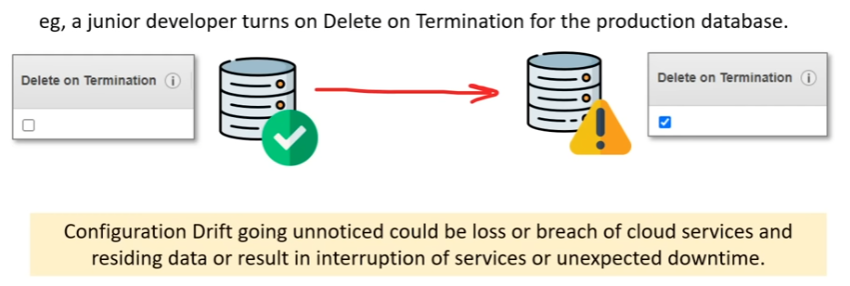 eg, a junior developer turns on Delete on Termination for the production database.
Delete on Termination
Delete on Termination
Configuration Drift going unnoticed could be loss or breach of cloud services and
residing data or result in interruption of services or unexpected downtime.